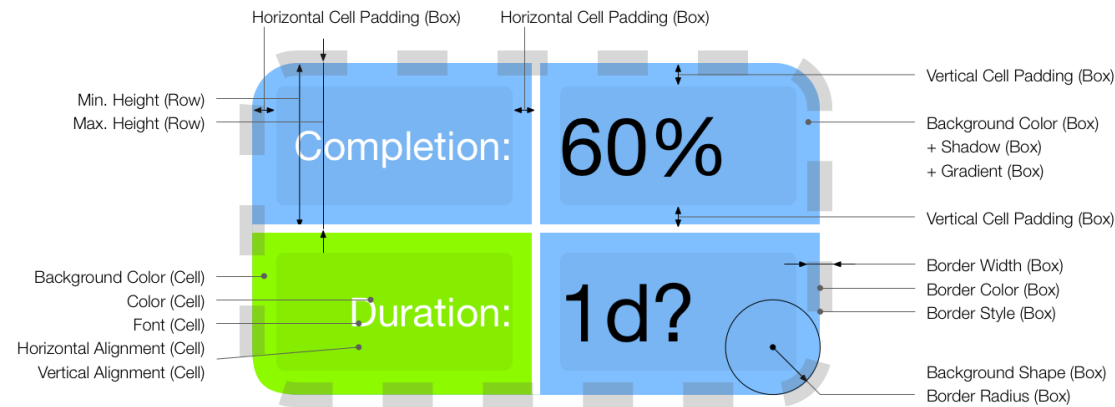 Horizontal Cell Padding (Box)
Horizontal Cell Padding (Box)
Min. Height (Row)
Max. Height (Row)
Vertical Cell Padding (Box)
Background Color (Box)
+ Shadow (Box)
+ Gradient (Box)
Completion:
60%
Vertical Cell Padding (Box)
Background Color (Cell)
Color (Cell)
Font (Cell)
Horizontal Alignment (Cell)
Vertical Alignment (Cell)
Duration:
1d?
Border Width (Box)
Border Color (Box)
Border Style (Box)
Background Shape (Box)
Border Radius (Box)